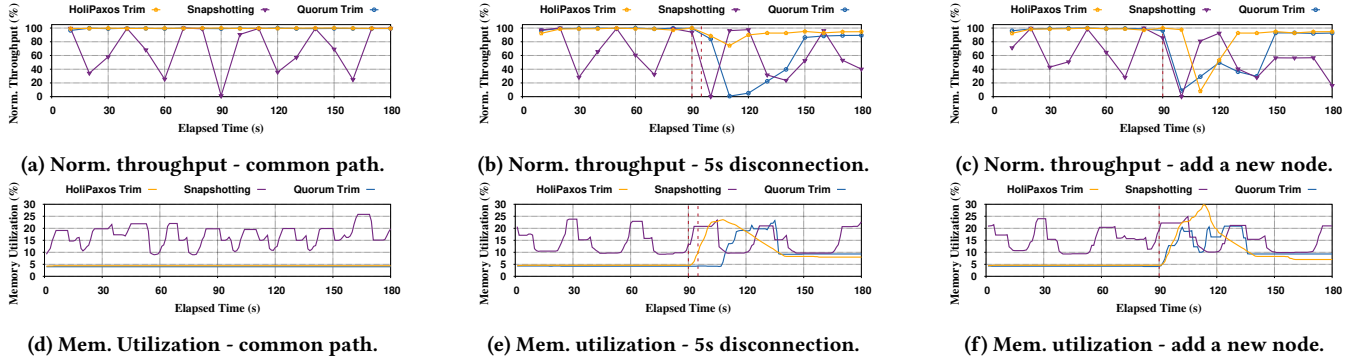 HoliPaxos Trim Snapshotting Quorum Trim
Norm. Throughput (%)
100
80
60
40
20
0
0 30 60 90 120 150 180
Elapsed Time (s)
(a) Norm. throughput - common path.
HoliPaxos Trim Snapshotting Quorum Trim
Norm. Throughput (%)
100
80
60
40
20
0
0 30 60 90 120 150 180
Elapsed Time (s)
(b) Norm. throughput - 5s disconnection.
HoliPaxos Trim Snapshotting Quorum Trim
Norm. Throughput (%)
100
80
60
40
20
0
0 30 60 90 120 150 180
Elapsed Time (s)
(c) Norm. throughput - add a new node.
HoliPaxos Trim Snapshotting Quorum Trim
Memory Utilization (%)
30
25
20
15
10
5
0
0 30 60 90 120 150 180
Elapsed Time (s)
(d) Mem. Utilization - common path.
HoliPaxos Trim Snapshotting Quorum Trim
Memory Utilization (%)
30
25
20
15
10
5
0
0 30 60 90 120 150 180
Elapsed Time (s)
(e) Mem. utilization - 5s disconnection.
HoliPaxos Trim Snapshotting Quorum Trim
Memory Utilization (%)
30
25
20
15
10
5
0
0 30 60 90 120 150 180
Elapsed Time (s)
(f) Mem. utilization - add a new node.